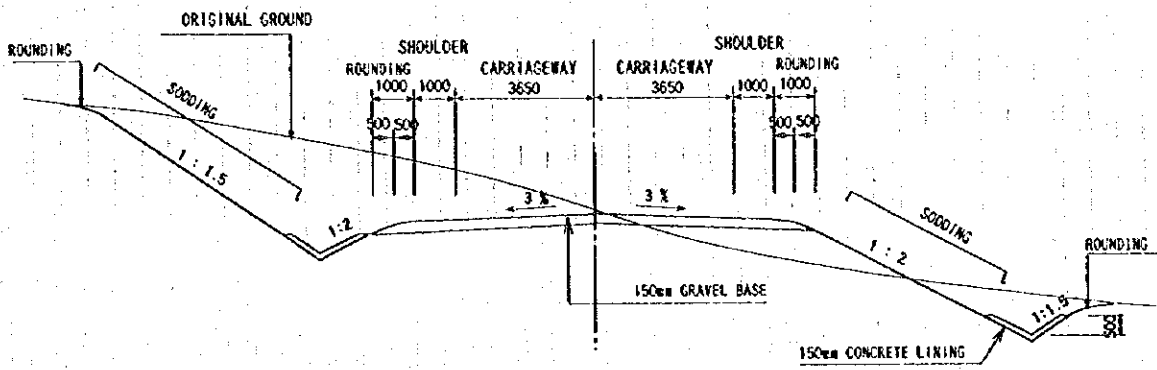 ORIGINAL GROUND
ROUNDING
SHOULDER
SHOULDER
ROUNDING
CARRIAGEWAY
CARRIAGEWAY
ROUNDING
1000
1000
3650
3650
1000
1000
SODDING
500
500
500
500
1 : 1.5
3 %
3 %
1:2
SODDING
1 : 2
ROUNDING
150mm GRAVEL BASE
1:1.5
500
150mm CONCRETE LINING